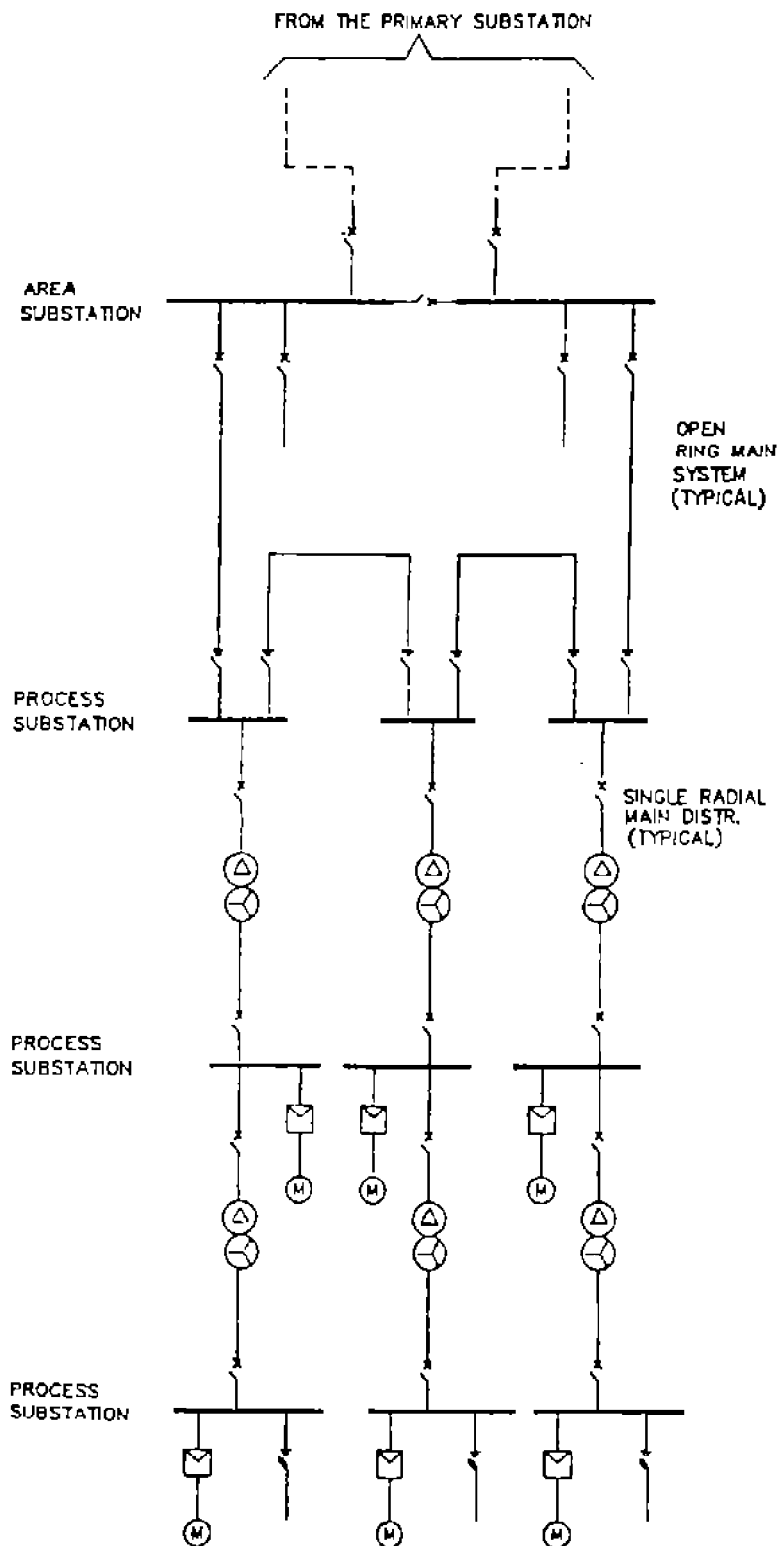 FROM THE PRIMARY SUBSTATION
AREA
SUBSTATION
OPEN
RING MAIN
SYSTEM
(TYPICAL)
PROCESS
SUBSTATION
SINGLE RADIAL
MAIN DISTR.
(TYPICAL)
PROCESS
SUBSTATION
M
M
M
PROCESS
SUBSTATION
M
M
M